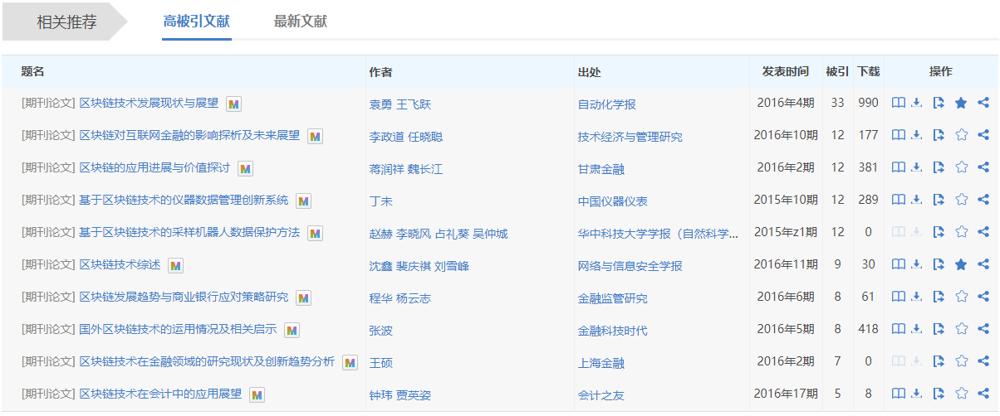 相关推荐 高被引文献 最新文献
题名 作者 出处 发表时间 被引 下载 操作
[期刊论文] 区块链技术发展现状与展望 M 袁勇 王飞跃 自动化学报 2016年4期 33 990
[期刊论文] 区块链对互联网金融的影响探析及未来展望 M 李政道 任晓聪 技术经济与管理研究 2016年10期 12 177
[期刊论文] 区块链的应用进展与价值探讨 M 蒋润祥 魏长江 甘肃金融 2016年2期 12 381
[期刊论文] 基于区块链技术的仪器数据管理创新系统 M 丁未 中国仪器仪表 2015年10期 12 289
[期刊论文] 基于区块链技术的采样机器人数据保护方法 M 赵赫 李晓风 占礼葵 吴仲城 华中科技大学学报（自然科学... 2015年z1期 12 0
[期刊论文] 区块链技术综述 M 沈鑫 裴庆祺 刘雪峰 网络与信息安全学报 2016年11期 9 30
[期刊论文] 区块链发展趋势与商业银行应对策略研究 M 程华 杨云志 金融监管研究 2016年6期 8 61
[期刊论文] 国外区块链技术的运用情况及相关启示 M 张波 金融科技时代 2016年5期 8 418
[期刊论文] 区块链技术在金融领域的研究现状及创新趋势分析 M 王硕 上海金融 2016年2期 7 0
[期刊论文] 区块链技术在会计中的应用展望 M 钟玮 贾英姿 会计之友 2016年17期 5 8